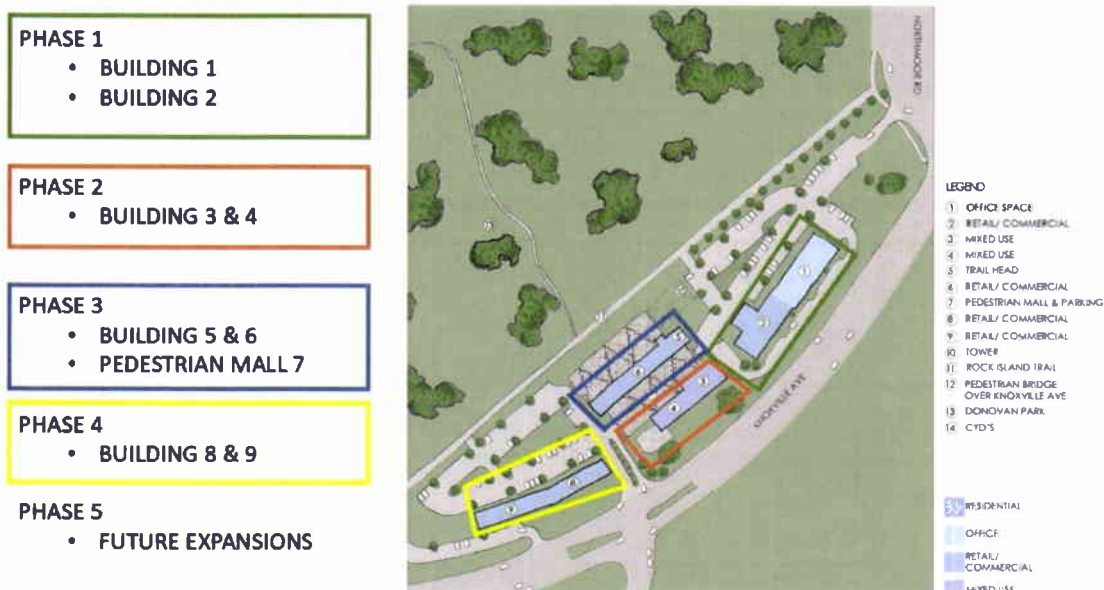 PHASE 1
• BUILDING 1
• BUILDING 2
PHASE 2
• BUILDING 3 & 4
PHASE 3
• BUILDING 5 & 6
• PEDESTRIAN MALL 7
PHASE 4
• BUILDING 8 & 9
PHASE 5
• FUTURE EXPANSIONS
NORTHMOOR RD
KNOXVILLE AVE
LEGEND
1 OFFICE SPACE
2 RETAIL/ COMMERCIAL
3 MIXED USE
4 MIXED USE
5 TRAIL HEAD
6 RETAIL/ COMMERCIAL
7 PEDESTRIAN MALL & PARKING
8 RETAIL/ COMMERCIAL
9 RETAIL/ COMMERCIAL
10 TOWER
11 ROCK ISLAND TRAIL
12 PEDESTRIAN BRIDGE
OVER KNOXVILLE AVE
13 DONOVAN PARK
14 CYD'S
RESIDENTIAL
OFFICE
RETAIL/
COMMERCIAL
MIXED USE